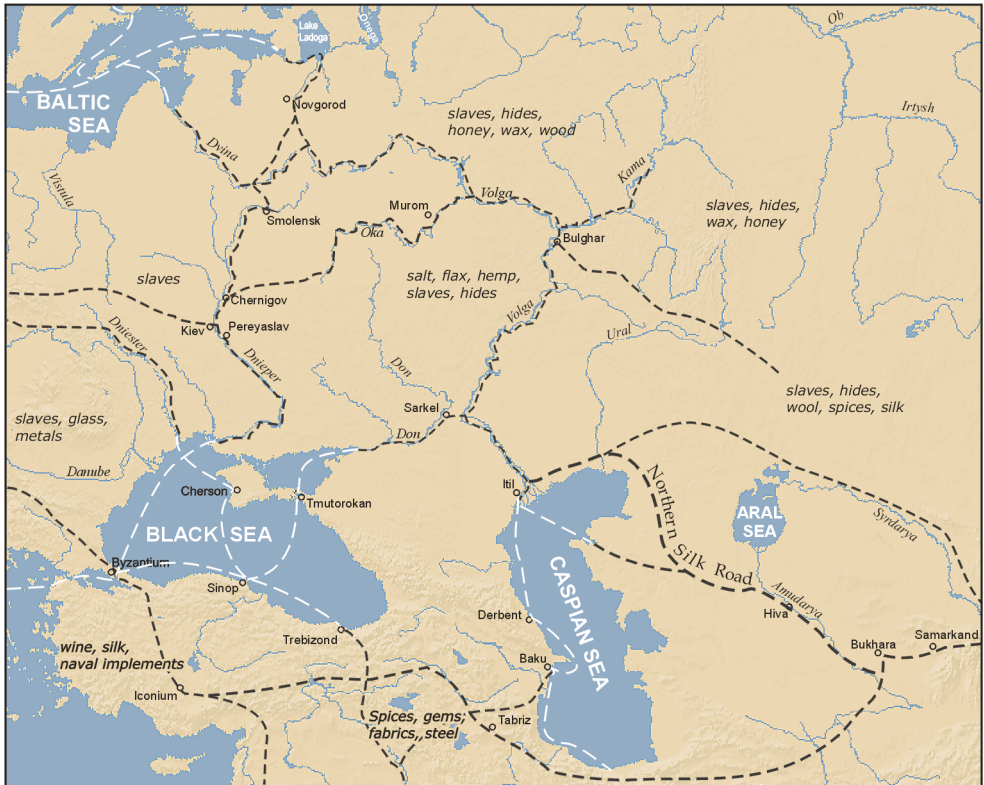 Ob
Lake
Ladoga
Onega
BALTIC
SEA
Novgorod
slaves, hides,
honey, wax, wood
Irtysh
Dvina
Kama
Vistula
Volga
Murom
slaves, hides,
wax, honey
Smolensk
Oka
Bulghar
slaves
salt, flax, hemp,
slaves, hides
Chernigov
Volga
Kiev
Pereyaslav
Ural
Dniester
Dnieper
Don
slaves, hides,
wool, spices, silk
Sarkel
slaves, glass,
metals
Don
Danube
Itil
Northern Silk Road
Cherson
Tmutorokan
ARAL
SEA
Syrdarya
BLACK SEA
Byzantium
CASPIAN SEA
Sinop
Amudarya
Hiva
Derbent
Trebizond
Samarkand
Bukhara
wine, silk,
naval implements
Baku
Iconium
Spices, gems,
fabrics,,steel
Tabriz